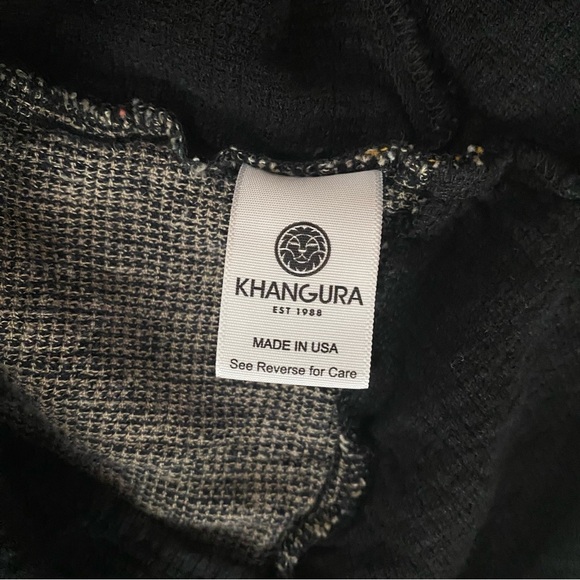 KHANGURA
EST 1988
MADE IN USA
See Reverse for Care